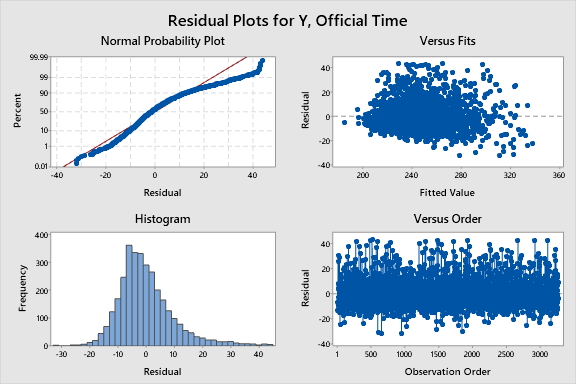 Residual Plots for Y, Official Time
Normal Probability Plot
99.99
99
90
50
10
1
0.01
Percent
-40 -20 0 20 40
Residual
Versus Fits
40
20
0
-20
-40
Residual
200 240 280 320 360
Fitted Value
Histogram
400
300
200
100
0
Frequency
-30 -20 -10 0 10 20 30 40
Residual
Versus Order
40
20
0
-20
-40
Residual
1 500 1000 1500 2000 2500 3000
Observation Order